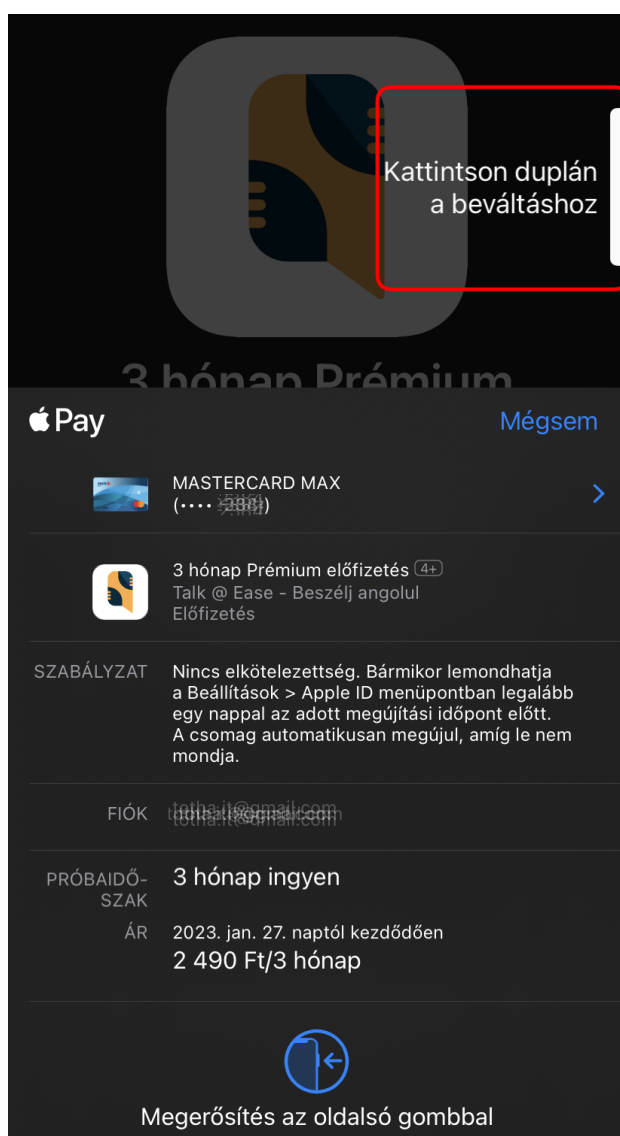 Kattintson duplán
a beváltáshoz
3 hónap Prémium
Pay
Mégsem
MASTERCARD MAX
(••••
3 hónap Prémium előfizetés 4+
Talk @ Ease - Beszélj angolul
Előfizetés
SZABÁLYZAT
Nincs elkötelezettség. Bármikor lemondhatja
a Beállítások > Apple ID menüpontban legalább
egy nappal az adott megújítási időpont előtt.
A csomag automatikusan megújul, amíg le nem
mondja.
FIÓK
PRÓBAIDŐ-
SZAK
3 hónap ingyen
ÁR
2023. jan. 27. naptól kezdődően
2 490 Ft/3 hónap
Megerősítés az oldalsó gombbal